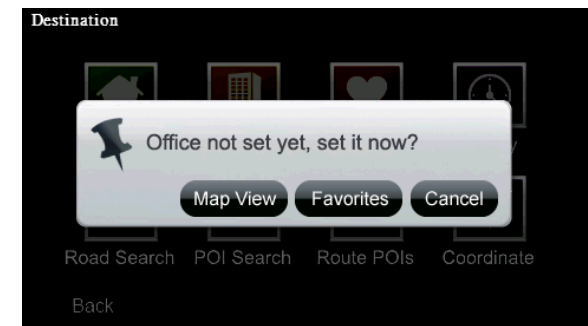 Destination
Office not set yet, set it now?
Map View Favorites Cancel
Road Search POI Search Route POIs Coordinate
Back